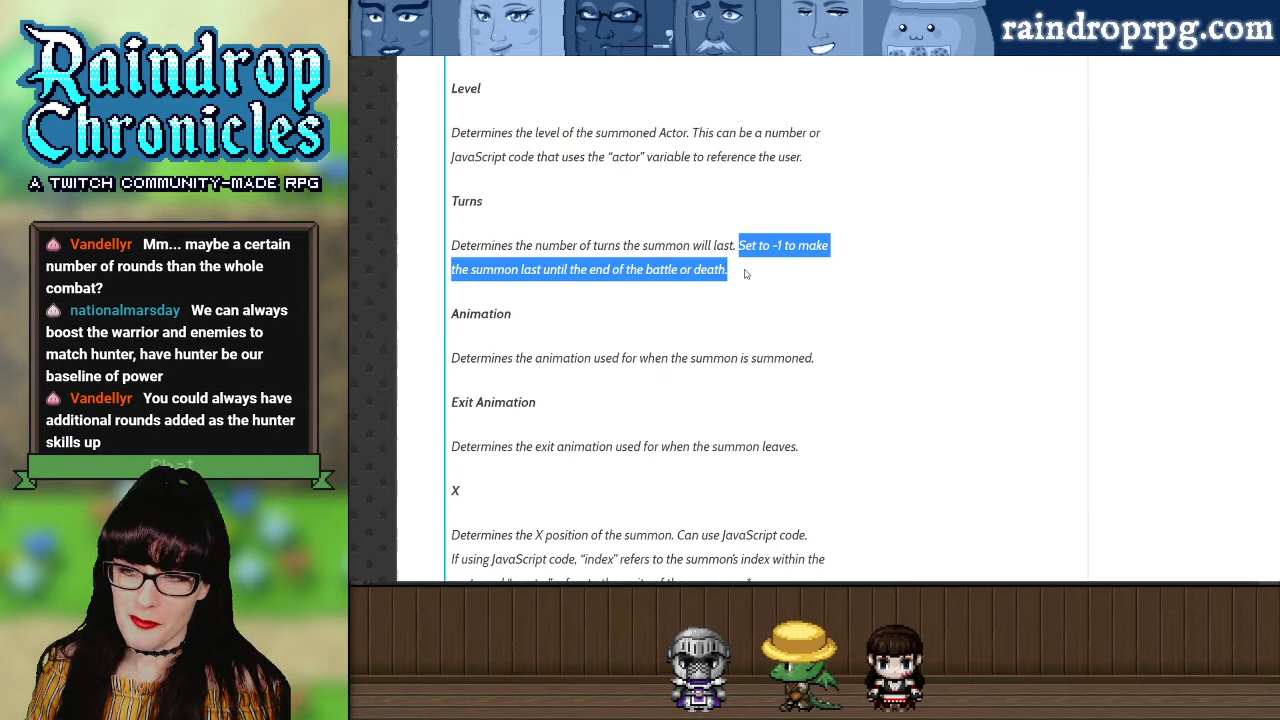 Raindrop
Chronicles
A TWITCH COMMUNITY-MADE RPG
Vandellyr Mm... maybe a certain
number of rounds than the whole
combat?
nationalmarsday We can always
boost the warrior and enemies to
match hunter, have hunter be our
baseline of power
Vandellyr You could always have
additional rounds added as the hunter
skills up
Chat
raindroprpg.com
Level
Determines the level of the summoned Actor. This can be a number or
JavaScript code that uses the “actor” variable to reference the user.
Turns
Determines the number of turns the summon will last. Set to -1 to make
the summon last until the end of the battle or death.
Animation
Determines the animation used for when the summon is summoned.
Exit Animation
Determines the exit animation used for when the summon leaves.
X
Determines the X position of the summon. Can use JavaScript code.
If using JavaScript code, “index” refers to the summon's index within the